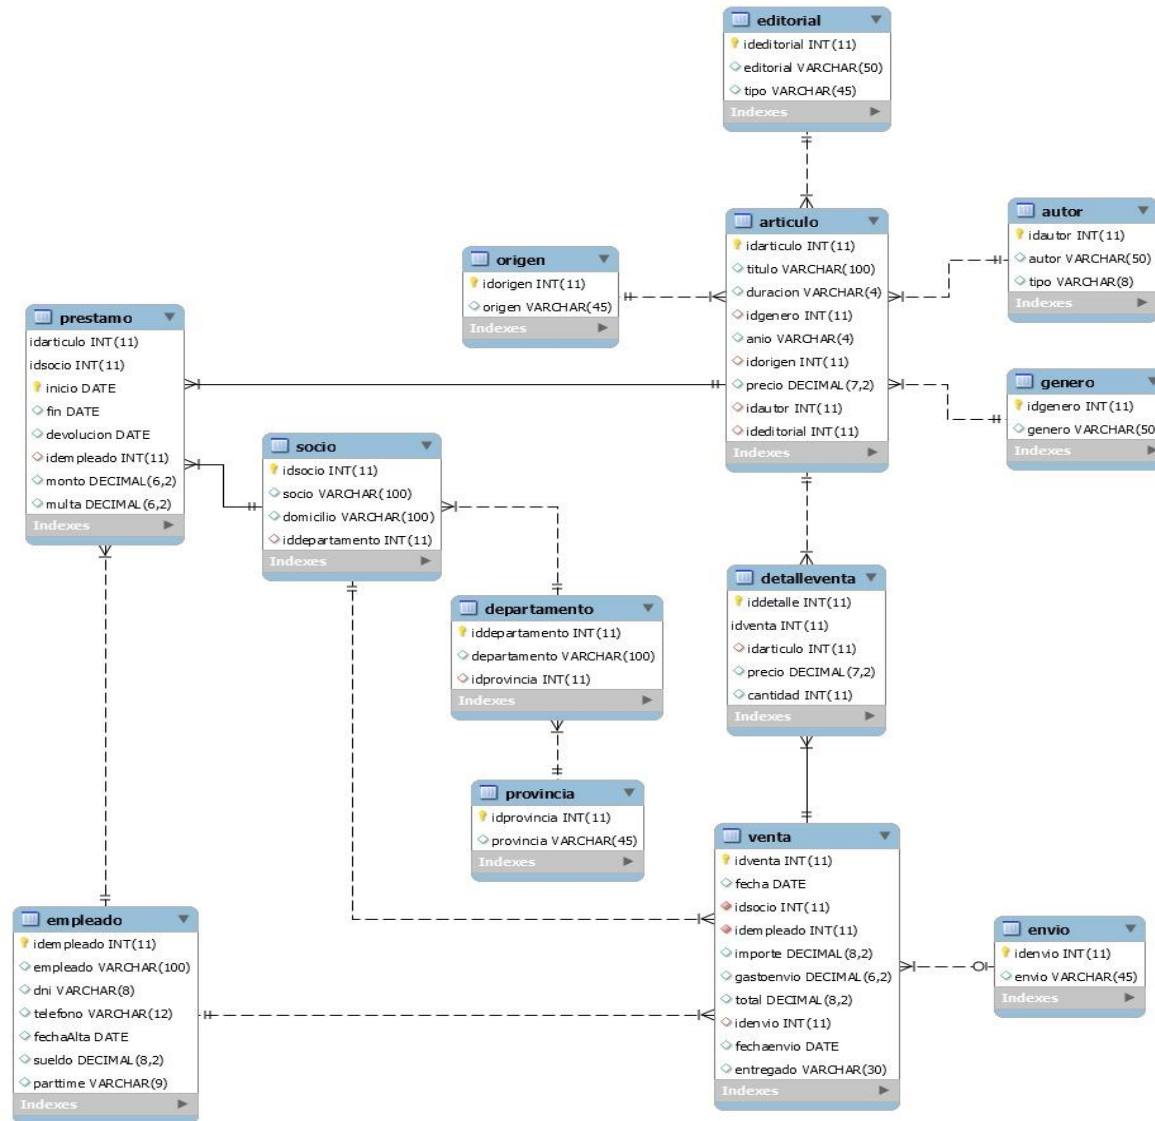 editorial
ideditorial INT(11)
editorial VARCHAR(50)
tipo VARCHAR(45)
Indexes
articulo
idarticulo INT(11)
titulo VARCHAR(100)
duracion VARCHAR(4)
idgenero INT(11)
anio VARCHAR(4)
idorigen INT(11)
precio DECIMAL(7,2)
idautor INT(11)
ideditorial INT(11)
Indexes
autor
idautor INT(11)
autor VARCHAR(50)
tipo VARCHAR(8)
Indexes
origen
idorigen INT(11)
origen VARCHAR(45)
Indexes
prestamo
idarticulo INT(11)
idsocio INT(11)
inicio DATE
fin DATE
devolucion DATE
idempleado INT(11)
monto DECIMAL(6,2)
multa DECIMAL(6,2)
Indexes
genero
idgenero INT(11)
genero VARCHAR(50
Indexes
socio
idsocio INT(11)
socio VARCHAR(100)
domicilio VARCHAR(100)
iddepartamento INT(11)
Indexes
departamento
iddepartamento INT(11)
departamento VARCHAR(100)
idprovincia INT(11)
Indexes
detalleventa
iddetalle INT(11)
idventa INT(11)
idarticulo INT(11)
precio DECIMAL(7,2)
cantidad INT(11)
Indexes
provincia
idprovincia INT(11)
provincia VARCHAR(45)
Indexes
venta
idventa INT(11)
fecha DATE
idsocio INT(11)
idempleado INT(11)
importe DECIMAL(8,2)
gastoenvio DECIMAL(6,2)
total DECIMAL(8,2)
idenvio INT(11)
fechaenvio DATE
entregado VARCHAR(30)
Indexes
empleado
idempleado INT(11)
empleado VARCHAR(100)
dni VARCHAR(8)
telefono VARCHAR(12)
fechaAlta DATE
sueldo DECIMAL(8,2)
parttime VARCHAR(9)
Indexes
envio
idenvio INT(11)
envio VARCHAR(45)
Indexes